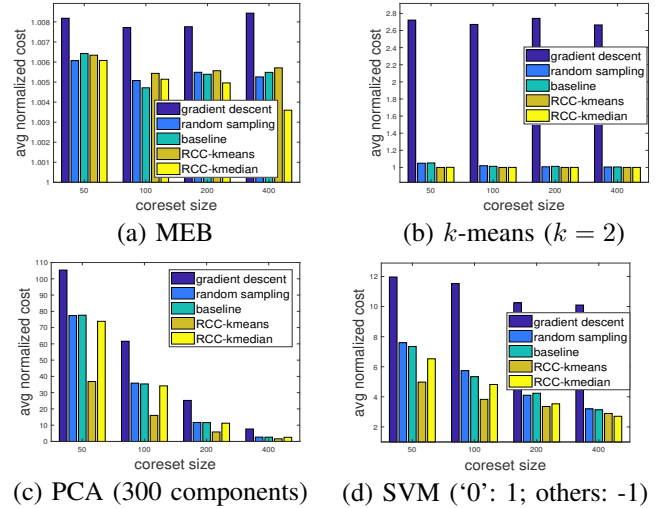 avg normalized cost
1.008
1.007
1.006
1.005
1.004
1.003
1.002
1.001
1
gradient descent
random sampling
baseline
RCC-kmeans
RCC-kmedian
50 100 200 400
coreset size
(a) MEB
avg normalized cost
2.8
2.6
2.4
2.2
2
1.8
1.6
1.4
1.2
1
gradient descent
random sampling
baseline
RCC-kmeans
RCC-kmedian
50 100 200 400
coreset size
(b) k-means (k = 2)
avg normalized cost
110
100
90
80
70
60
50
40
30
20
10
0
gradient descent
random sampling
baseline
RCC-kmeans
RCC-kmedian
50 100 200 400
coreset size
(c) PCA (300 components)
avg normalized cost
12
10
8
6
4
2
gradient descent
random sampling
baseline
RCC-kmeans
RCC-kmedian
50 100 200 400
coreset size
(d) SVM (‘0’: 1; others: -1)